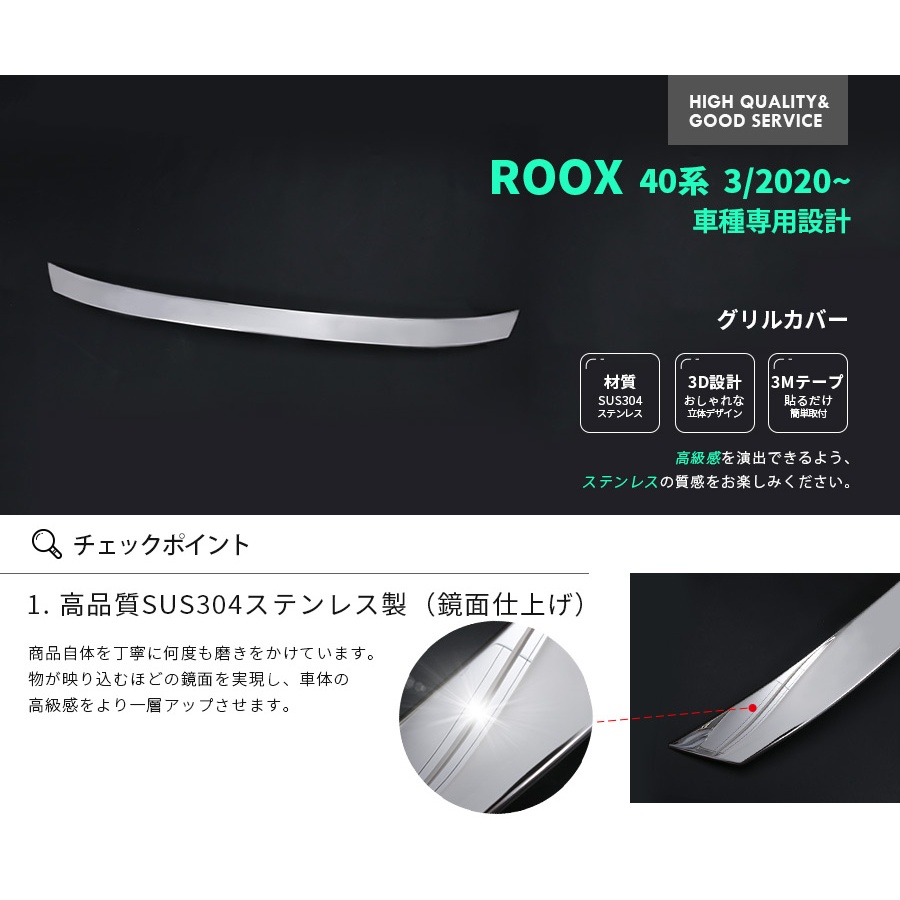 HIGH QUALITY&
GOOD SERVICE
ROOX 40系 3/2020~
車種専用設計
グリルカバー
材質
SUS304
ステンレス
3D設計
おしゃれな
立体デザイン
3Mテープ
貼るだけ
簡単取付
高級感を演出できるよう、
ステンレスの質感をお楽しみください。
チェックポイント
1. 高品質SUS304ステンレス製（鏡面仕上げ）
商品自体を丁寧に何度も磨きをかけています。
物が映り込むほどの鏡面を実現し、車体の
高級感をより一層アップさせます。